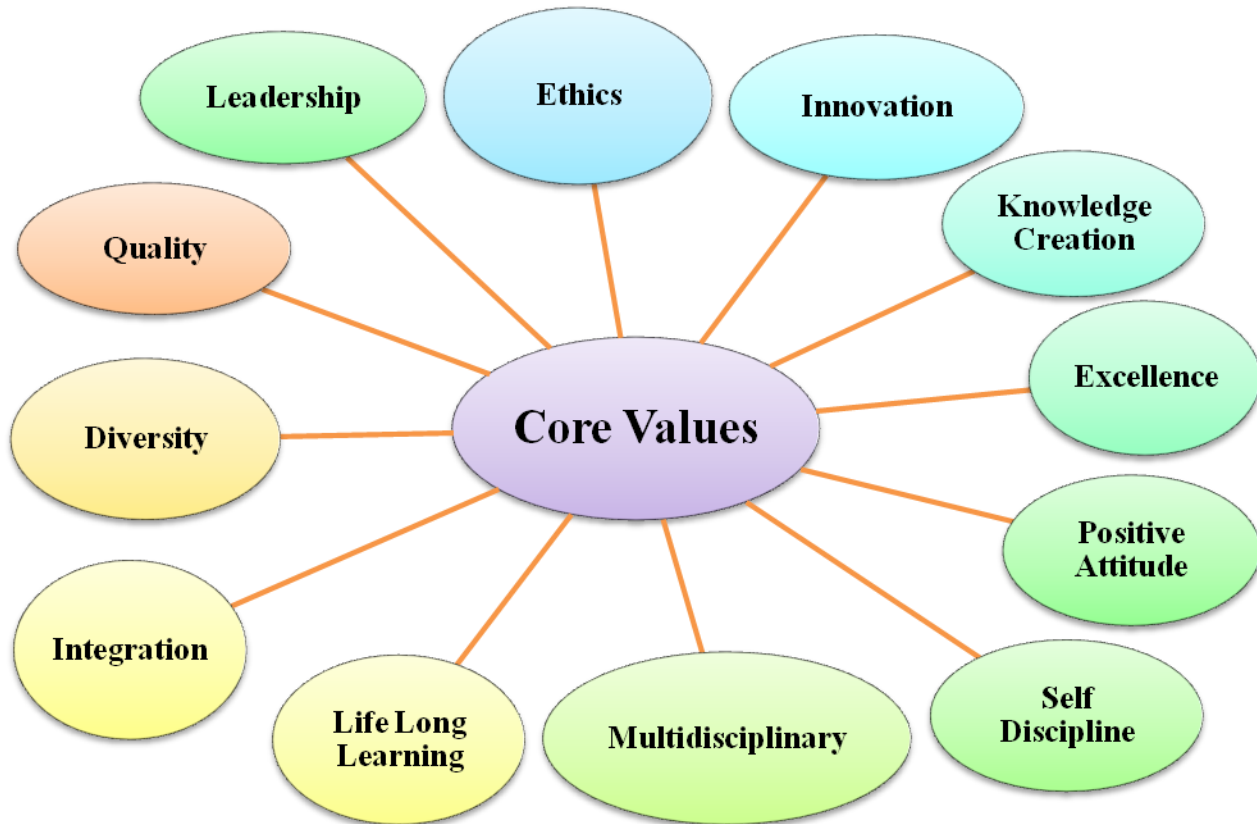 Core Values
Ethics
Innovation
Knowledge
Creation
Excellence
Positive
Attitude
Self
Discipline
Multidisciplinary
Life Long
Learning
Integration
Diversity
Quality
Leadership